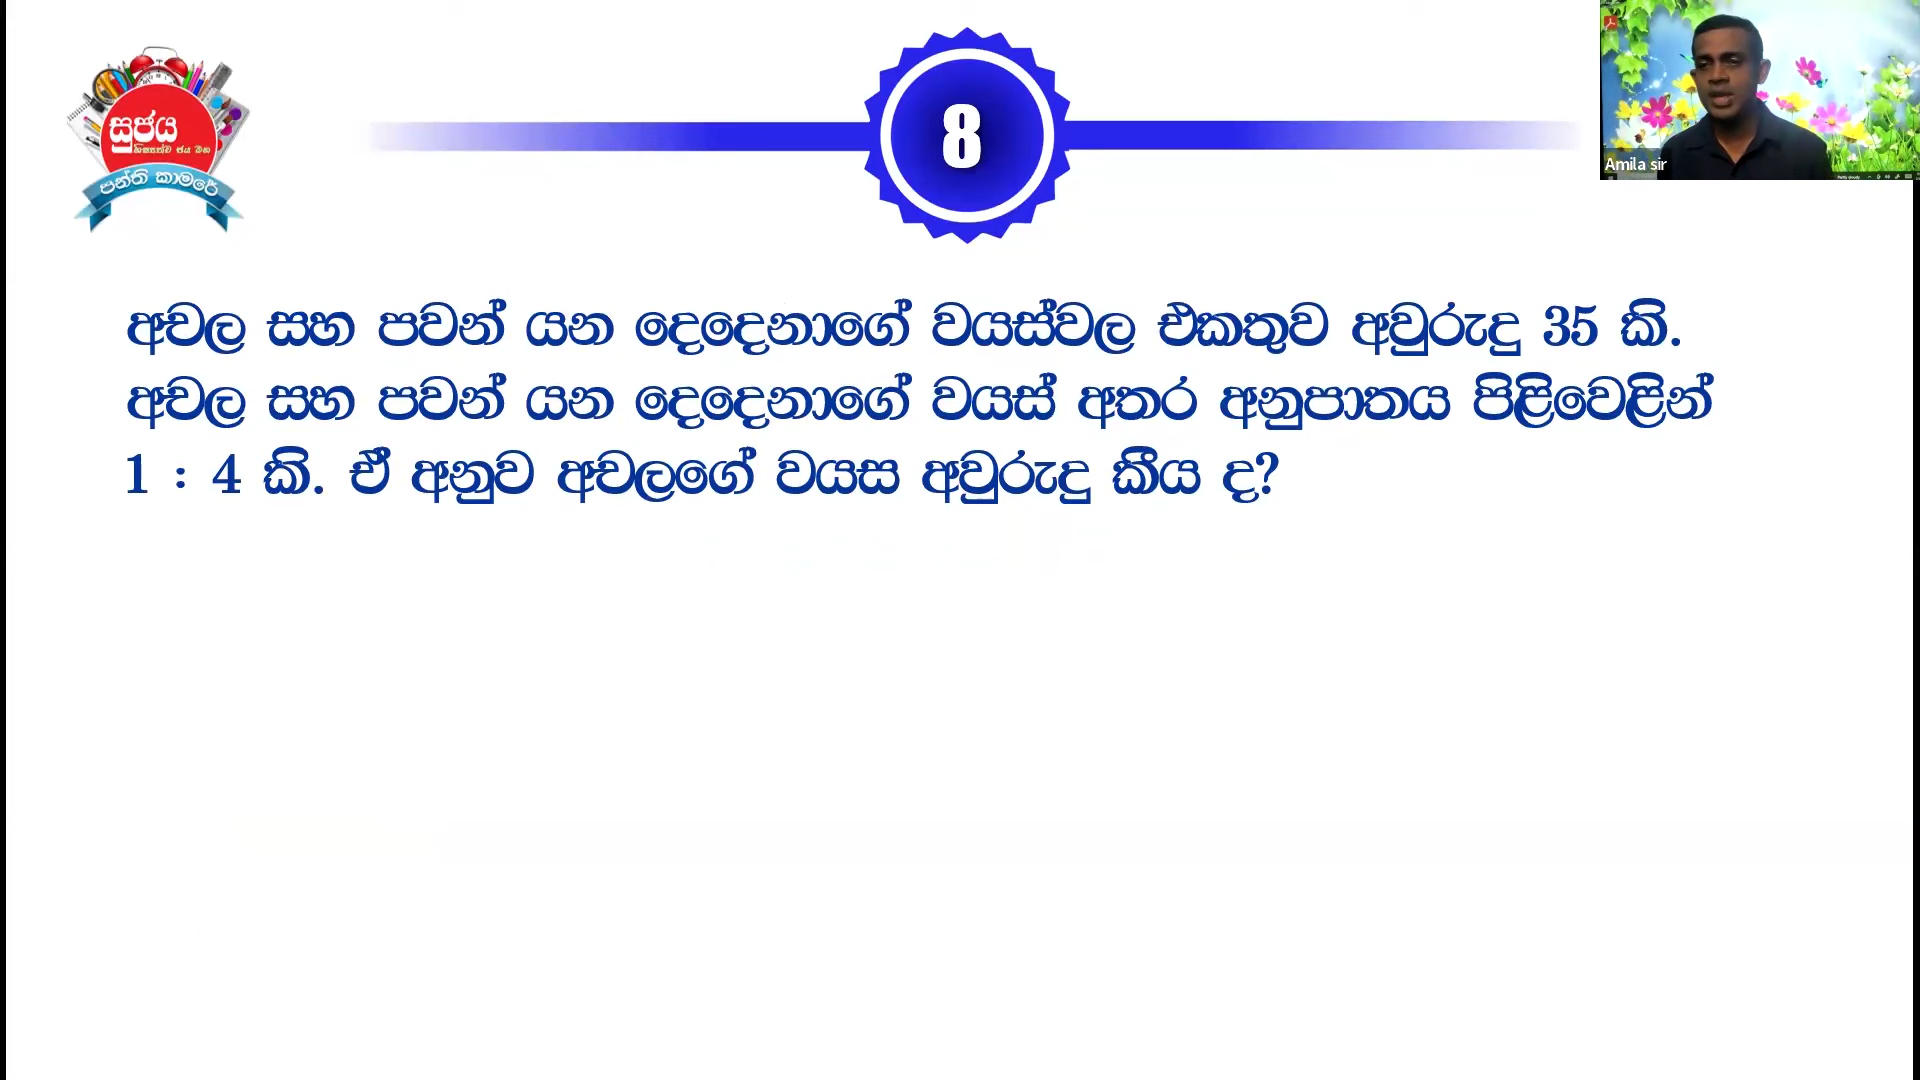 සුජය
පන්ති කාමරේ
8
Amila sir
අචල සහ පවන් යන දෙදෙනාගේ වයස්වල එකතුව අවුරුදු 35 කි.
අචල සහ පවන් යන දෙදෙනාගේ වයස් අතර අනුපාතය පිළිවෙළින්
1 : 4 කි. ඒ අනුව අචලගේ වයස අවුරුදු කීය ද?